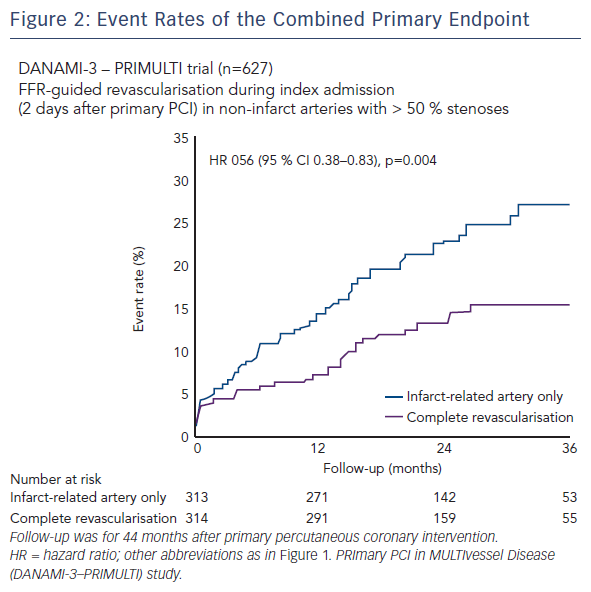 Figure 2: Event Rates of the Combined Primary Endpoint
DANAMI-3 – PRIMULTI trial (n=627)
FFR-guided revascularisation during index admission
(2 days after primary PCI) in non-infarct arteries with > 50 % stenoses
35
HR 056 (95 % CI 0.38–0.83), p=0.004
30
25
20
Event rate (%)
15
10
5
Infarct-related artery only
Complete revascularisation
0
0 12 24 36
Follow-up (months)
Number at risk
Infarct-related artery only 313 271 142 53
Complete revascularisation 314 291 159 55
Follow-up was for 44 months after primary percutaneous coronary intervention.
HR = hazard ratio; other abbreviations as in Figure 1. PRImary PCI in MULTIvessel Disease
(DANAMI-3–PRIMULTI) study.